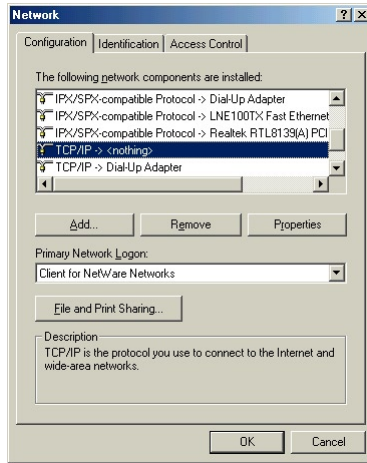 Network
Configuration Identification Access Control
The following network components are installed:
IPX/SPX-compatible Protocol -> Dial-Up Adapter
IPX/SPX-compatible Protocol -> LNE100TX Fast Ethernet
IPX/SPX-compatible Protocol -> Realtek RTL8139(A) PCI
TCP/IP -> <nothing>
TCP/IP -> Dial-Up Adapter
Add... Remove Properties
Primary Network Logon:
Client for NetWare Networks
File and Print Sharing...
Description
TCP/IP is the protocol you use to connect to the Internet and
wide-area networks.
OK Cancel